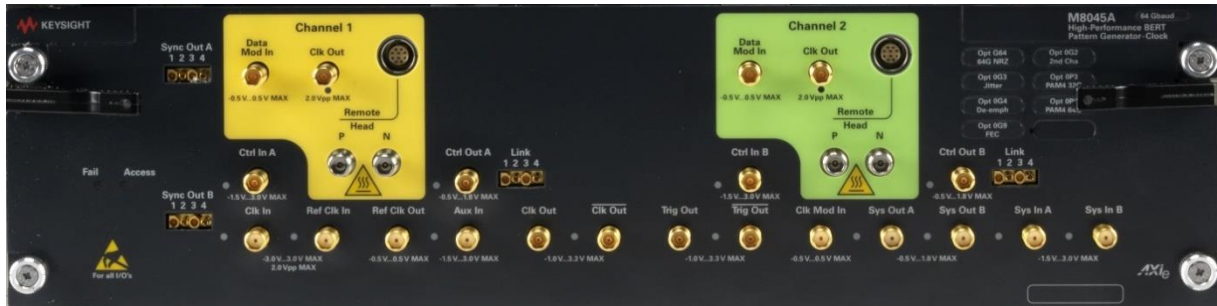 KEYSIGHT
Channel 1
Channel 2
M8045A 64 Gbaud
High-Performance BERT
Pattern Generator-Clock
Sync Out A
1 2 3 4
Data
Mod In
Clk Out
-0.5V...0.5V MAX
2.0Vpp MAX
Remote
Head
P N
Data
Mod In
Clk Out
-0.5V...0.5V MAX
2.0Vpp MAX
Remote
Head
P N
Opt G64
64G NRZ
Opt 0G2
2nd Cha
Opt 0G3
Jitter
Opt 0P3
PAM4
Opt 0G4
De-emph
PAM4
Opt 0G9
FEC
Fail Access
Ctrl In A
-1.5V...3.0V MAX
Ctrl Out A
-0.5V...1.8V MAX
Link
1 2 3 4
Ctrl In B
-1.5V...3.0V MAX
Ctrl Out B
-0.5V...1.8V MAX
Link
1 2 3 4
Sync Out B
1 2 3 4
Clk In Ref Clk In Ref Clk Out Aux In Clk Out Clk Out Trig Out Trig Out Clk Mod In Sys Out A Sys Out B Sys In A Sys In B
-3.0V...3.0V MAX
2.0Vpp MAX
-0.5V...0.5V MAX
-1.5V...3.0V MAX
-1.0V...3.3V MAX
-1.0V...3.3V MAX
-0.5V...0.5V MAX
-0.5V...1.8V MAX
-1.5V...3.0V MAX
For all I/O's
AXIe